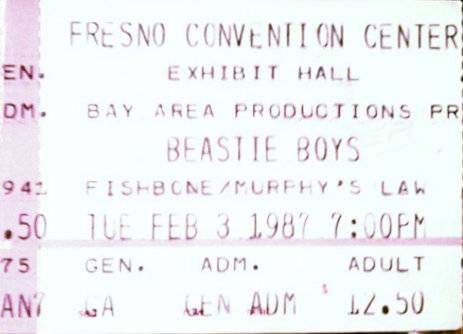 FRESNO CONVENTION CENTER
EN. EXHIBIT HALL
DM. BAY AREA PRODUCTIONS PR
BEASTIE BOYS
941 FISHBONE/MURPHY'S LAW
.50 TUE FEB 3 1987 7:00PM
75 GEN. ADM. ADULT
AN7 GA GEN ADM $ 12.50